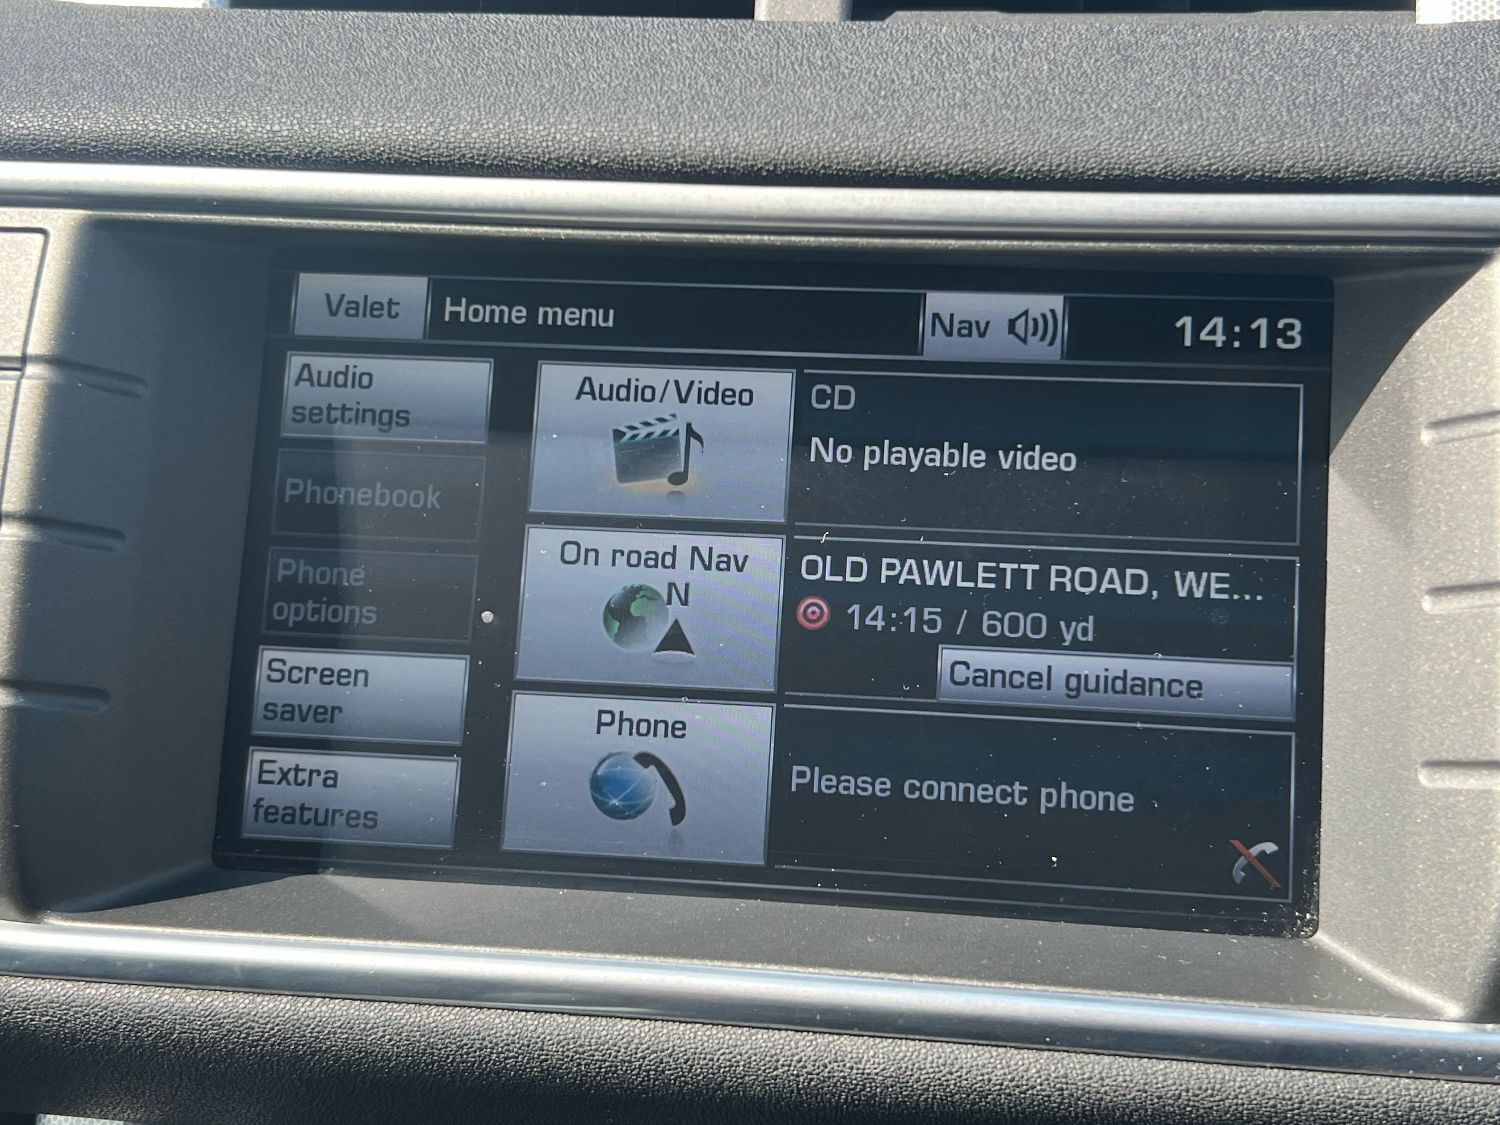 Valet
Home menu
Nav
14:13
Audio
settings
Phonebook
Phone
options
Screen
saver
Extra
features
Audio/Video
CD
No playable video
On road Nav
N
OLD PAWLETT ROAD, WE...
14:15 / 600 yd
Cancel guidance
Phone
Please connect phone